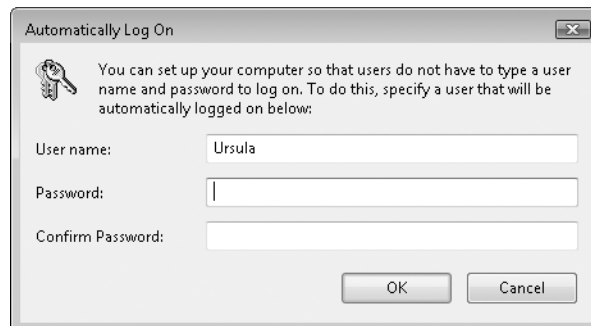 Automatically Log On
You can set up your computer so that users do not have to type a user
name and password to log on. To do this, specify a user that will be
automatically logged on below:
User name: Ursula
Password:
Confirm Password:
OK Cancel